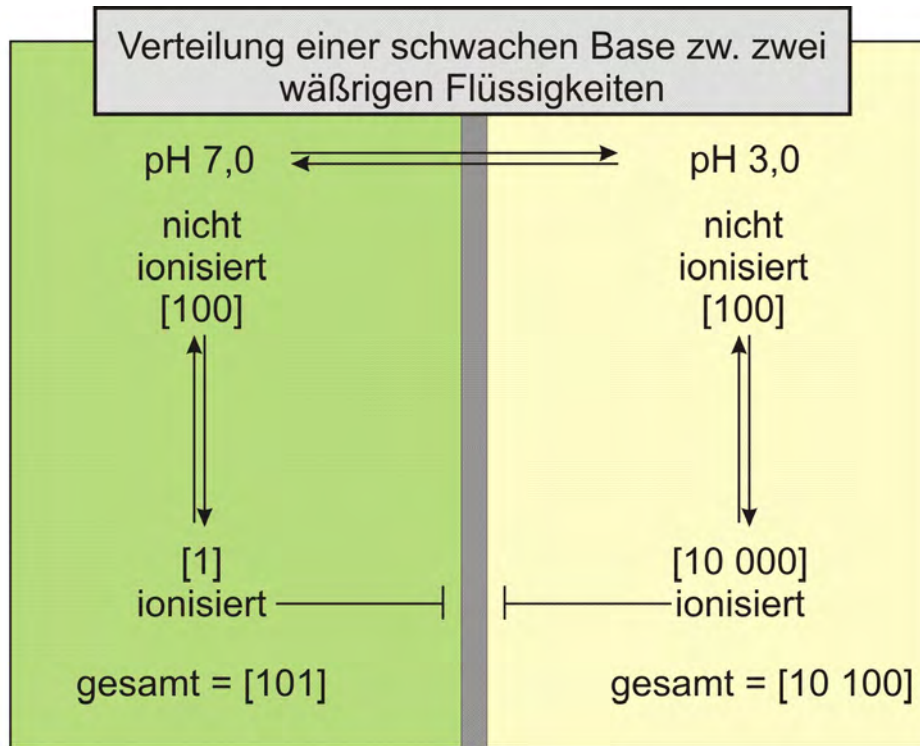 Verteilung einer schwachen Base zw. zwei
wäßrigen Flüssigkeiten
pH 7,0
nicht
ionisiert
[100]
[1]
ionisiert
gesamt = [101]
pH 3,0
nicht
ionisiert
[100]
[10 000]
ionisiert
gesamt = [10 100]